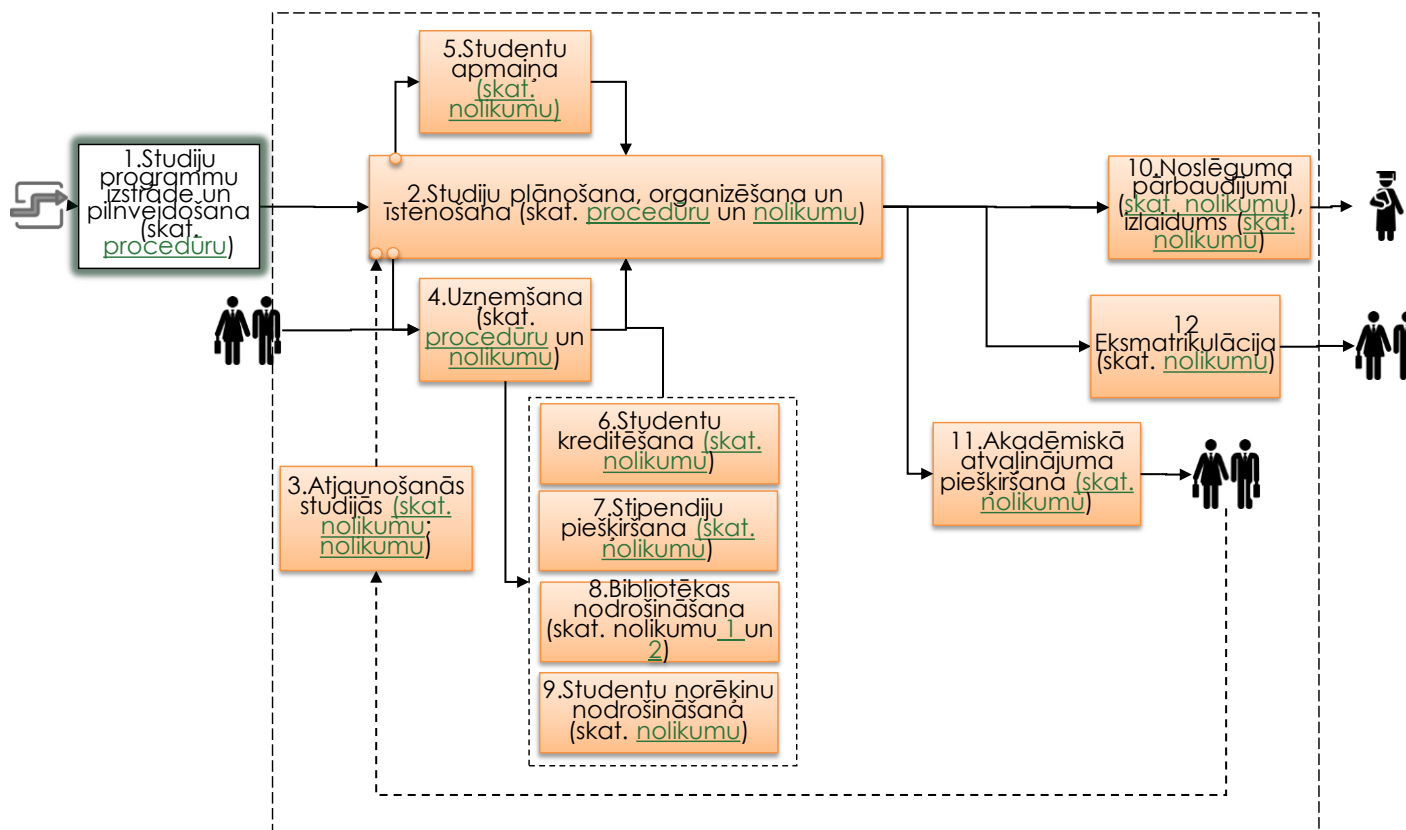 5.Studentu
apmaiņa
(skat.
nolikumu)
1.Studiju
programmu
izstrāde un
pilnveidošana
(skat.
procedūru)
2.Studiju plānošana, organizēšana un
īstenošana (skat. procedūru un nolikumu)
10.Noslēguma
pārbaudījumi
(skat. nolikumu),
izlaidums (skat.
nolikumu)
4.Uzņemšana
(skat.
procedūru un
nolikumu)
12
Eksmatrikulācija
(skat. nolikumu)
6.Studentu
kreditēšana (skat.
nolikumu)
11.Akadēmiskā
atvaļinājuma
piešķiršana (skat.
nolikumu)
3.Atjaunošanās
studijās (skat.
nolikumu;
nolikumu)
7.Stipendiju
piešķiršana (skat.
nolikumu)
8.Bibliotēkas
nodrošināšana
(skat. nolikumu 1 un
2)
9.Studentu norēķinu
nodrošināšana
(skat. nolikumu)